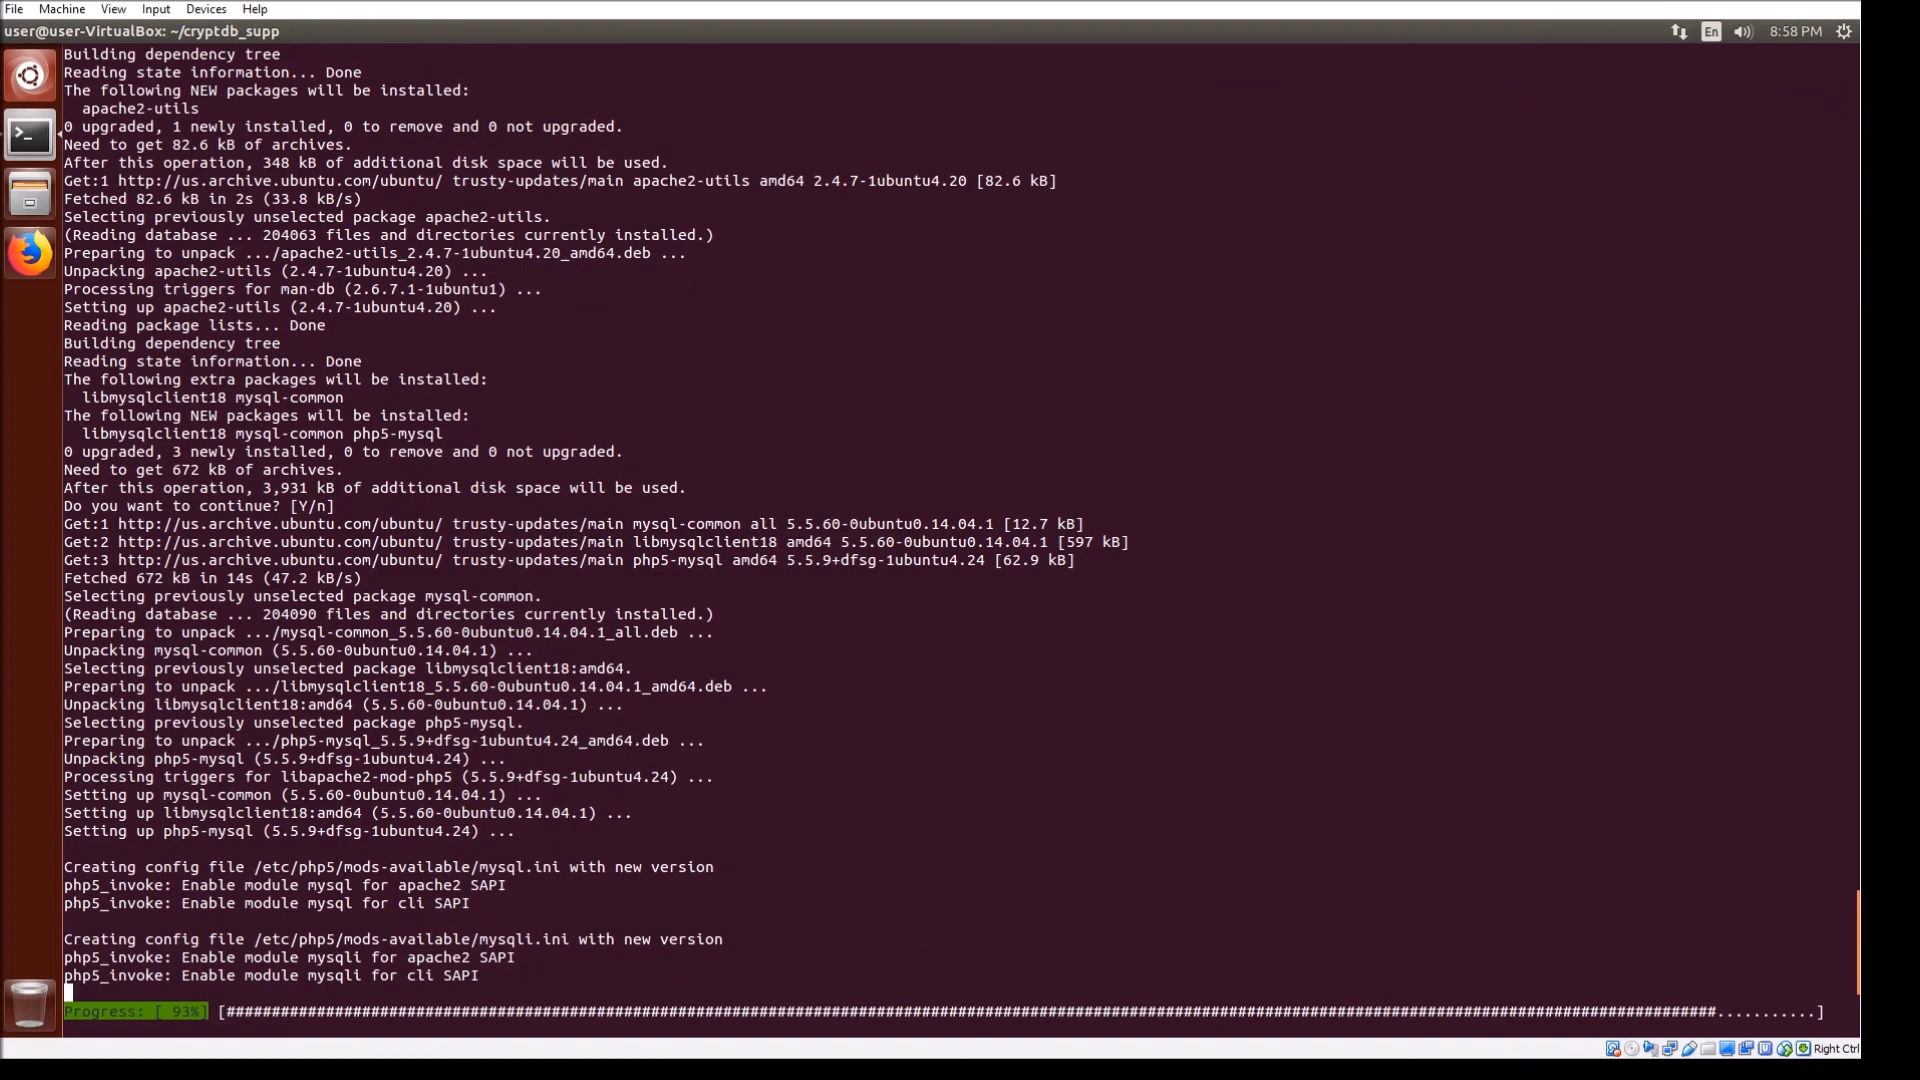 File Machine View Input Devices Help
user@user-VirtualBox: ~/cryptdb_supp En 8:58 PM
Building dependency tree
Reading state information... Done
The following NEW packages will be installed:
apache2-utils
0 upgraded, 1 newly installed, 0 to remove and 0 not upgraded.
Need to get 82.6 kB of archives.
After this operation, 348 kB of additional disk space will be used.
Get:1 http://us.archive.ubuntu.com/ubuntu/ trusty-updates/main apache2-utils amd64 2.4.7-1ubuntu4.20 [82.6 kB]
Fetched 82.6 kB in 2s (33.8 kB/s)
Selecting previously unselected package apache2-utils.
(Reading database ... 204063 files and directories currently installed.)
Preparing to unpack .../apache2-utils_2.4.7-1ubuntu4.20_amd64.deb ...
Unpacking apache2-utils (2.4.7-1ubuntu4.20) ...
Processing triggers for man-db (2.6.7.1-1ubuntu1) ...
Setting up apache2-utils (2.4.7-1ubuntu4.20) ...
Reading package lists... Done
Building dependency tree
Reading state information... Done
The following extra packages will be installed:
libmysqlclient18 mysql-common
The following NEW packages will be installed:
libmysqlclient18 mysql-common php5-mysql
0 upgraded, 3 newly installed, 0 to remove and 0 not upgraded.
Need to get 672 kB of archives.
After this operation, 3,931 kB of additional disk space will be used.
Do you want to continue? [Y/n]
Get:1 http://us.archive.ubuntu.com/ubuntu/ trusty-updates/main mysql-common all 5.5.60-0ubuntu0.14.04.1 [12.7 kB]
Get:2 http://us.archive.ubuntu.com/ubuntu/ trusty-updates/main libmysqlclient18 amd64 5.5.60-0ubuntu0.14.04.1 [597 kB]
Get:3 http://us.archive.ubuntu.com/ubuntu/ trusty-updates/main php5-mysql amd64 5.5.9+dfsg-1ubuntu4.24 [62.9 kB]
Fetched 672 kB in 14s (47.2 kB/s)
Selecting previously unselected package mysql-common.
(Reading database ... 204090 files and directories currently installed.)
Preparing to unpack .../mysql-common_5.5.60-0ubuntu0.14.04.1_all.deb ...
Unpacking mysql-common (5.5.60-0ubuntu0.14.04.1) ...
Selecting previously unselected package libmysqlclient18:amd64.
Preparing to unpack .../libmysqlclient18_5.5.60-0ubuntu0.14.04.1_amd64.deb ...
Unpacking libmysqlclient18:amd64 (5.5.60-0ubuntu0.14.04.1) ...
Selecting previously unselected package php5-mysql.
Preparing to unpack .../php5-mysql_5.5.9+dfsg-1ubuntu4.24_amd64.deb ...
Unpacking php5-mysql (5.5.9+dfsg-1ubuntu4.24) ...
Processing triggers for libapache2-mod-php5 (5.5.9+dfsg-1ubuntu4.24) ...
Setting up mysql-common (5.5.60-0ubuntu0.14.04.1) ...
Setting up libmysqlclient18:amd64 (5.5.60-0ubuntu0.14.04.1) ...
Setting up php5-mysql (5.5.9+dfsg-1ubuntu4.24) ...
Creating config file /etc/php5/mods-available/mysql.ini with new version
php5_invoke: Enable module mysql for apache2 SAPI
php5_invoke: Enable module mysql for cli SAPI
Creating config file /etc/php5/mods-available/mysqli.ini with new version
php5_invoke: Enable module mysqli for apache2 SAPI
php5_invoke: Enable module mysqli for cli SAPI
Progress: [ 93%]
Right Ctrl